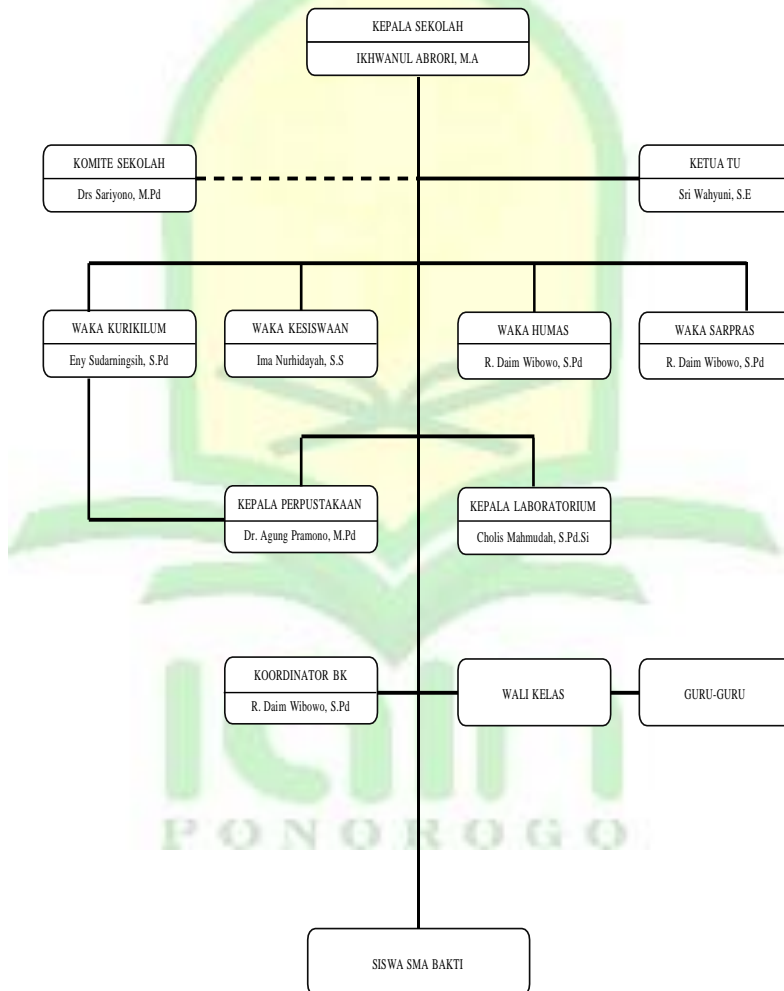 KEPALA SEKOLAH
IKHWANUL ABRORI, M.A
KOMITE SEKOLAH
Drs Sariyono, M.Pd
KETUA TU
Sri Wahyuni, S.E
WAKA KURIKILUM
Eny Sudarningsih, S.Pd
WAKA KESISWAAN
Ima Nurhidayah, S.S
WAKA HUMAS
R. Daim Wibowo, S.Pd
WAKA SARPRAS
R. Daim Wibowo, S.Pd
KEPALA PERPUSTAKAAN
Dr. Agung Pramono, M.Pd
KEPALA LABORATORIUM
Cholis Mahmudah, S.Pd.Si
KOORDINATOR BK
R. Daim Wibowo, S.Pd
WALI KELAS
GURU-GURU
iain
PONOROGO
SISWA SMA BAKTI